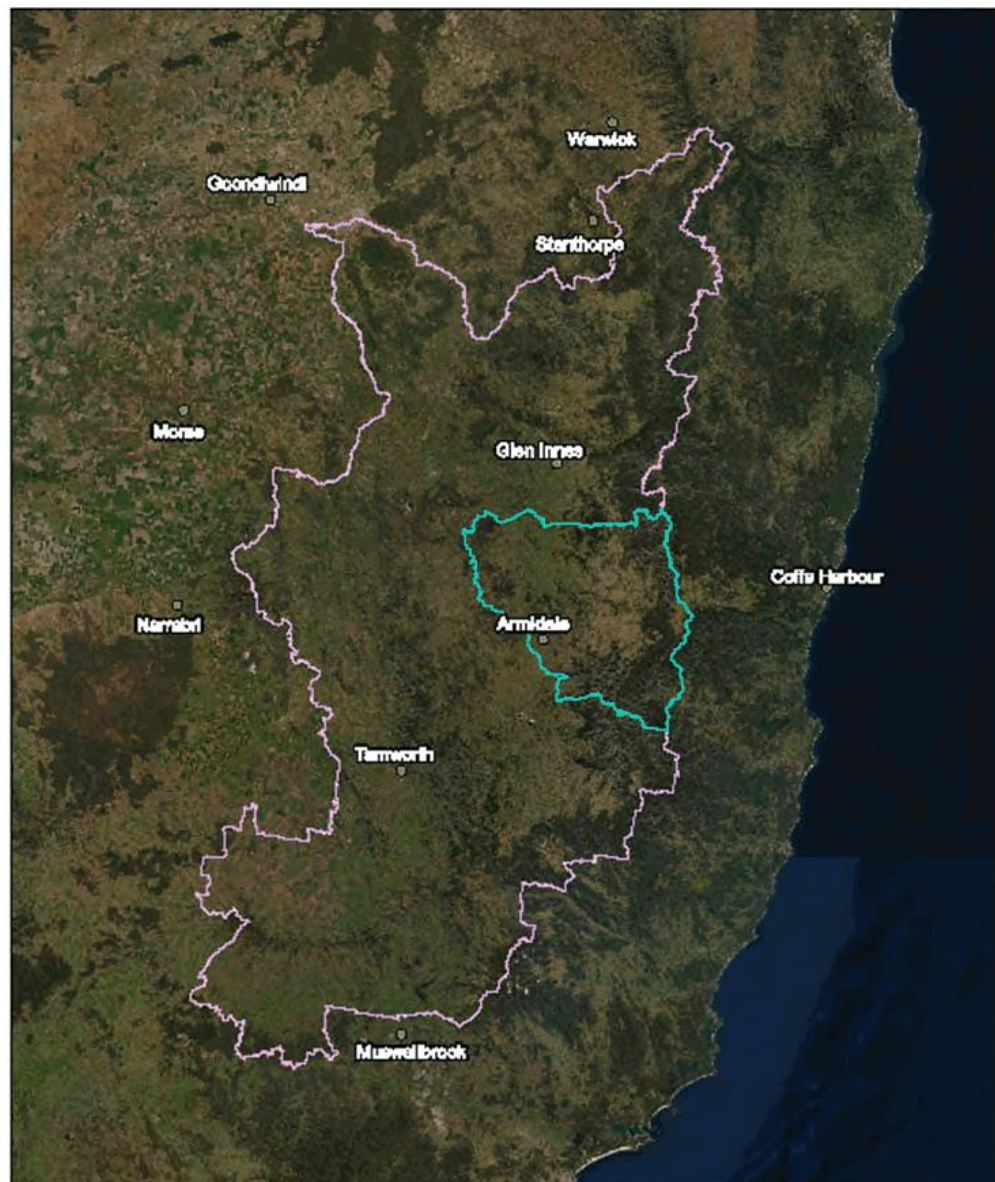 Warwick
Goondiwindi
Stanthorpe
Moree
Glen Innes
Coffs Harbour
Narrabri
Armidale
Tamworth
Muswellbrook